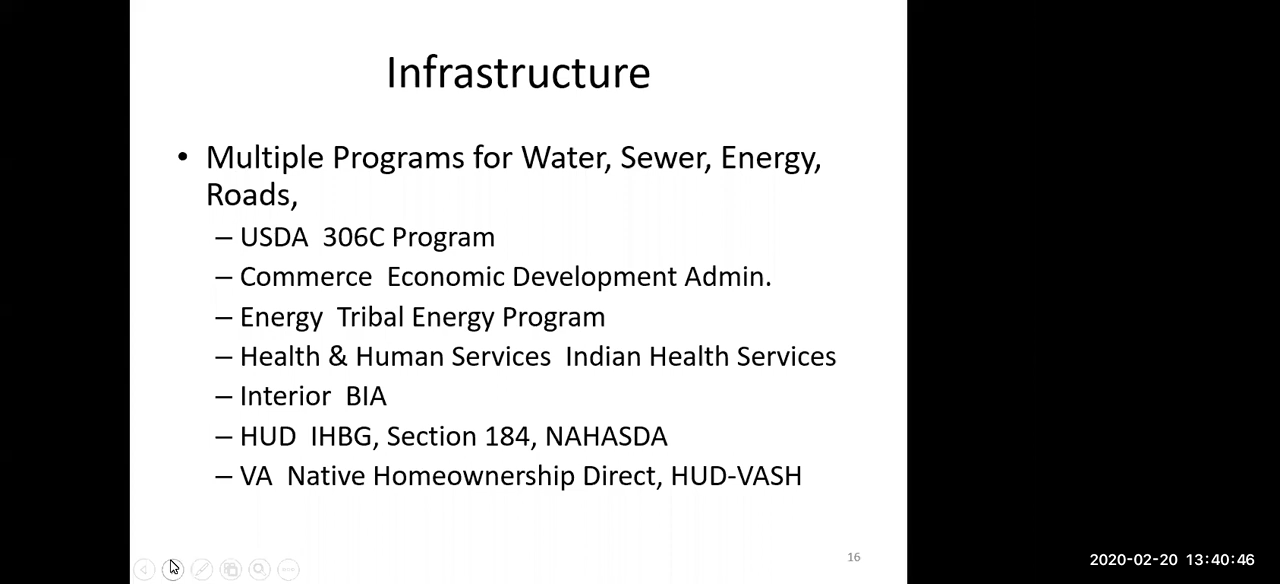 Infrastructure
• Multiple Programs for Water, Sewer, Energy,
Roads,
– USDA  306C Program
– Commerce  Economic Development Admin.
– Energy  Tribal Energy Program
– Health & Human Services  Indian Health Services
– Interior  BIA
– HUD  IHBG, Section 184, NAHASDA
– VA  Native Homeownership Direct, HUD-VASH
16
2020-02-20 13:40:46